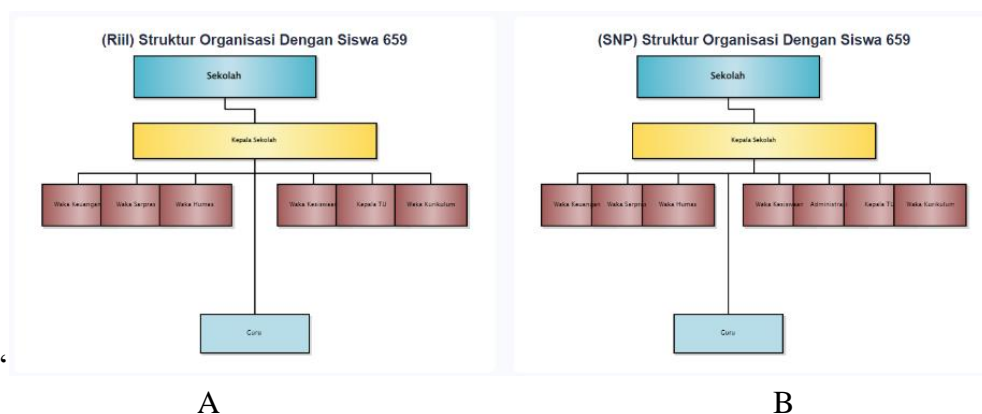 (Riil) Struktur Organisasi Dengan Siswa 659
Sekolah
Kepala Sekolah
Waka Keuangan Waka Sarpras Waka Humas Waka Kesiswaan Kepala TU Waka Kurikulum
Guru
(SNP) Struktur Organisasi Dengan Siswa 659
Sekolah
Kepala Sekolah
Waka Keuangan Waka Sarpras Waka Humas Waka Kesiswaan Administrasi Kepala TU Waka Kurikulum
Guru
‘
A B